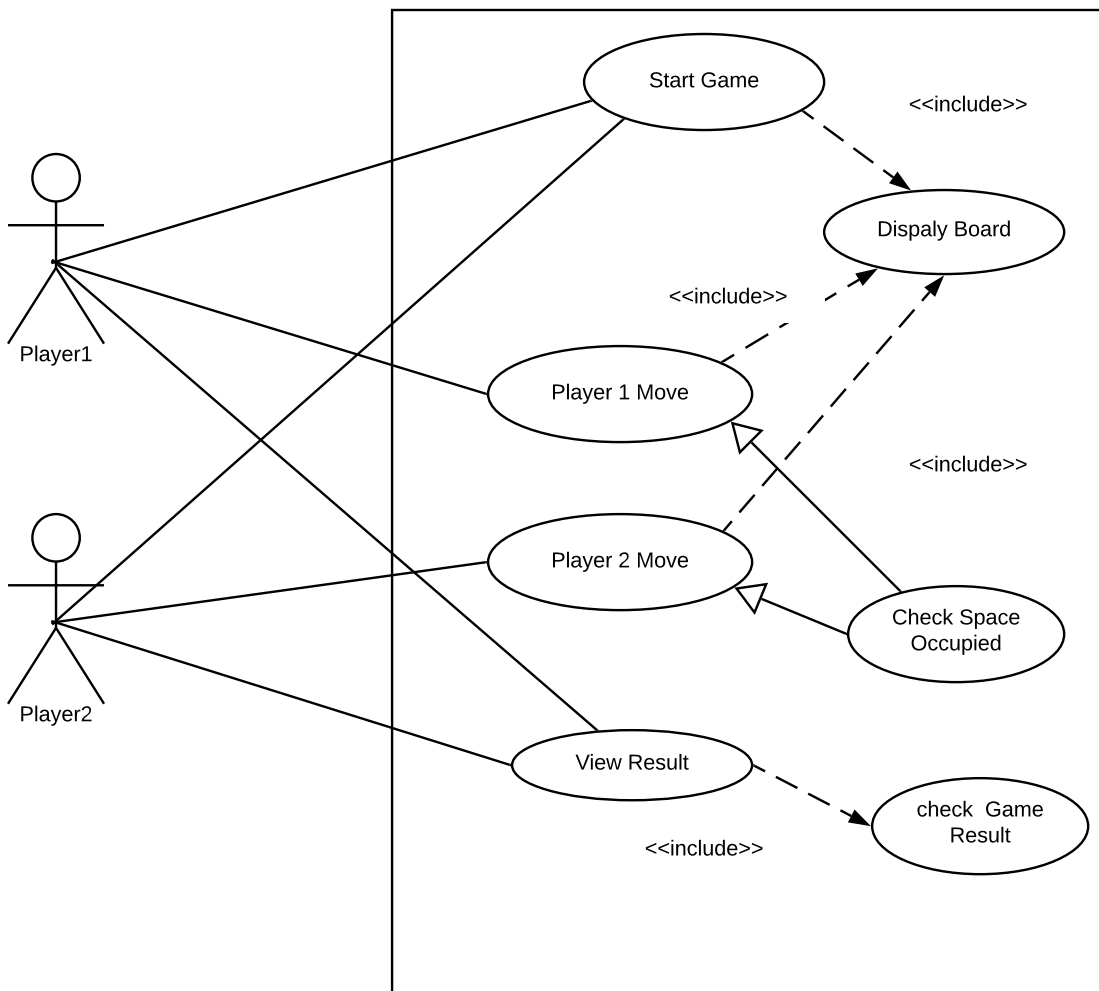 Start Game
<<include>>
Dispaly Board
<<include>>
Player1
Player 1 Move
<<include>>
Player 2 Move
Check Space
Occupied
Player2
View Result
check  Game
Result
<<include>>